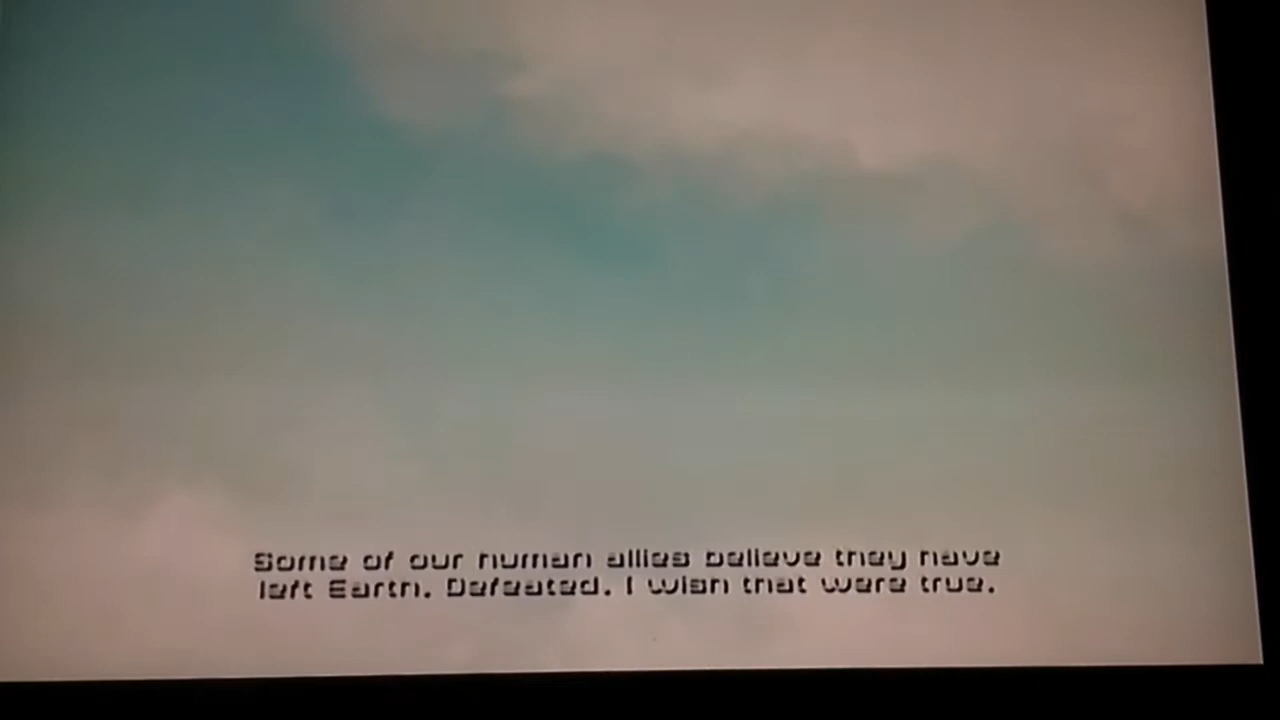 Some of our human allies believe they have
left Earth. Defeated. I wish that were true.